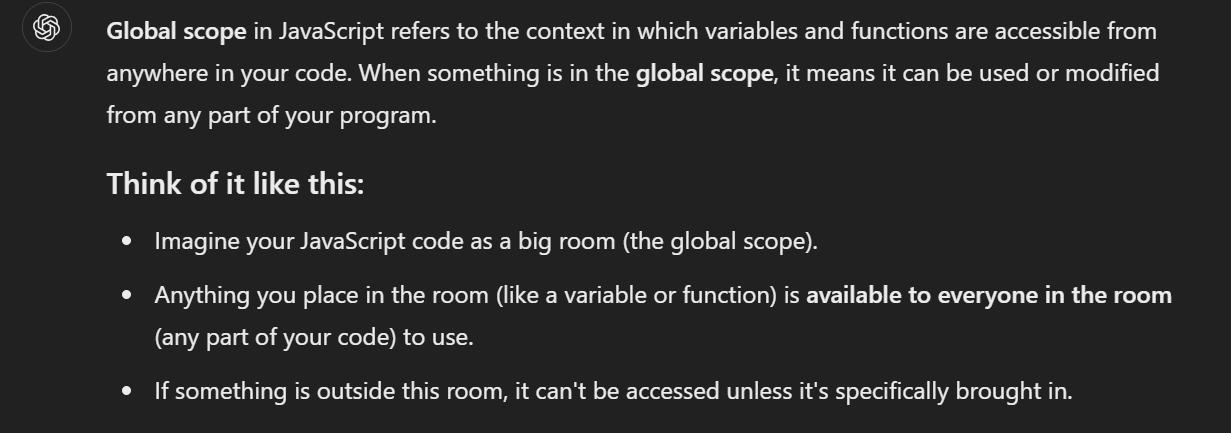 Global scope in JavaScript refers to the context in which variables and functions are accessible from
anywhere in your code. When something is in the global scope, it means it can be used or modified
from any part of your program.
Think of it like this:
Imagine your JavaScript code as a big room (the global scope).
Anything you place in the room (like a variable or function) is available to everyone in the room
(any part of your code) to use.
If something is outside this room, it can't be accessed unless it's specifically brought in.